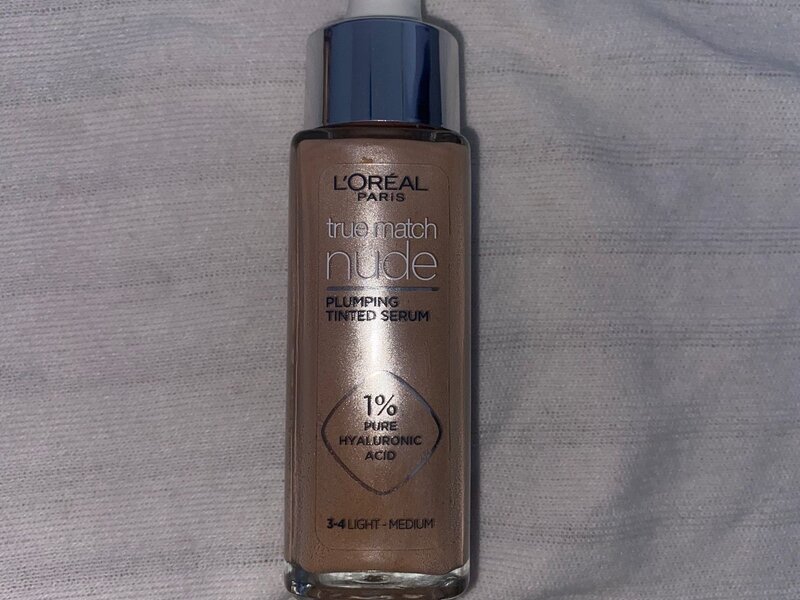 L'ORÉAL
PARIS
true match
nude
PLUMPING
TINTED SERUM
1%
PURE
HYALURONIC
ACID
3-4 LIGHT - MEDIUM